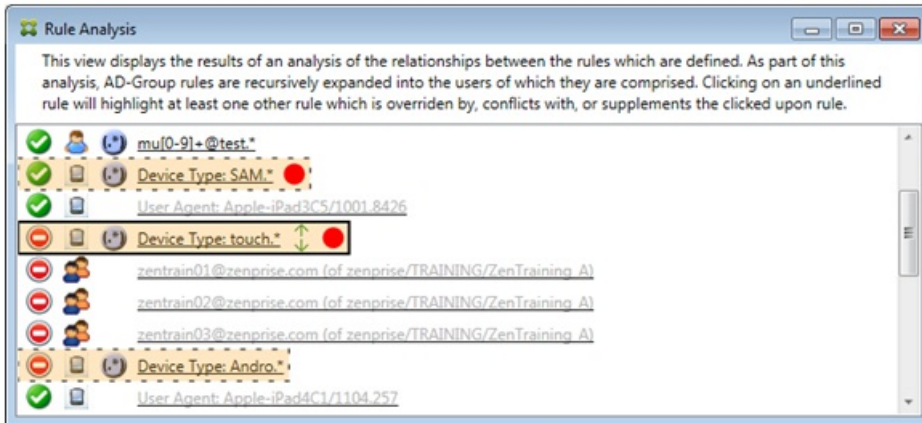 Rule Analysis
This view displays the results of an analysis of the relationships between the rules which are defined. As part of this
analysis, AD-Group rules are recursively expanded into the users of which they are comprised. Clicking on an underlined
rule will highlight at least one other rule which is overriden by, conflicts with, or supplements the clicked upon rule.
(.*) mu[0-9]+@test.*
(.*) Device Type: SAM.*
User Agent: Apple-iPad3C5/1001.8426
(.*) Device Type: touch.*
zentrain01@zenprise.com (of zenprise/TRAINING/ZenTraining_A)
zentrain02@zenprise.com (of zenprise/TRAINING/ZenTraining_A)
zentrain03@zenprise.com (of zenprise/TRAINING/ZenTraining_A)
(.*) Device Type: Andro.*
User Agent: Apple-iPad4C1/1104.257